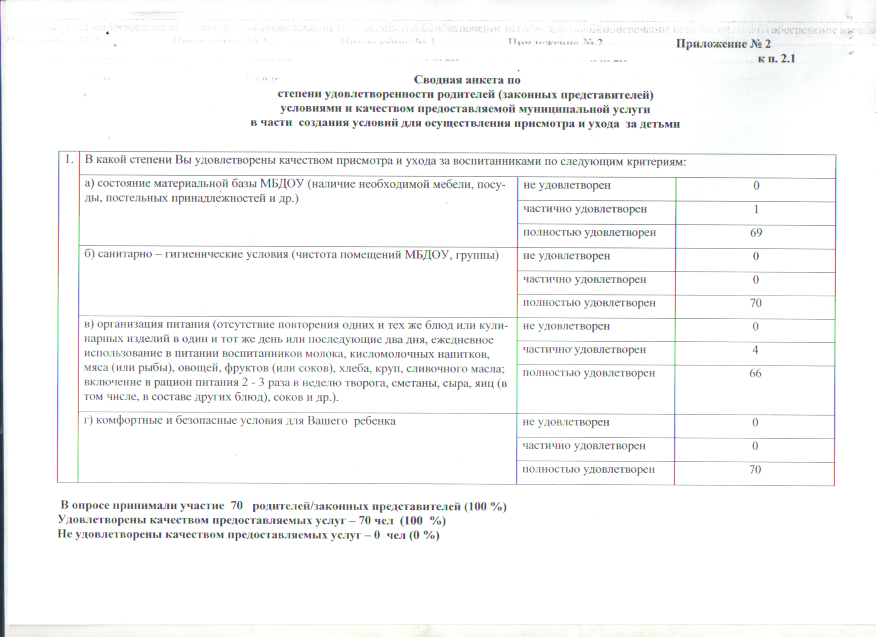 Приложение № 2
к п. 2.1
Сводная анкета по
степени удовлетворенности родителей (законных представителей)
условиями и качеством предоставляемой муниципальной услуги
в части создания условий для осуществления присмотра и ухода за детьми
1. В какой степени Вы удовлетворены качеством присмотра и ухода за воспитанниками по следующим критериям:
а) состояние материальной базы МБДОУ (наличие необходимой мебели, посу-
ды, постельных принадлежностей и др.)
не удовлетворен 0
частично удовлетворен 1
полностью удовлетворен 69
б) санитарно – гигиенические условия (чистота помещений МБДОУ, группы)
не удовлетворен 0
частично удовлетворен 0
полностью удовлетворен 70
в) организация питания (отсутствие повторения одних и тех же блюд или кули-
нарных изделий в один и тот же день или последующие два дня, ежедневное
использование в питании воспитанников молока, кисломолочных напитков,
мяса (или рыбы), овощей, фруктов (или соков), хлеба, круп, сливочного масла;
включение в рацион питания 2 - 3 раза в неделю творога, сметаны, сыра, яиц (в
том числе, в составе других блюд), соков и др.).
не удовлетворен 0
частично удовлетворен 4
полностью удовлетворен 66
г) комфортные и безопасные условия для Вашего ребенка
не удовлетворен 0
частично удовлетворен 0
полностью удовлетворен 70
В опросе принимали участие 70 родителей/законных представителей (100 %)
Удовлетворены качеством предоставляемых услуг – 70 чел (100 %)
Не удовлетворены качеством предоставляемых услуг – 0 чел (0 %)